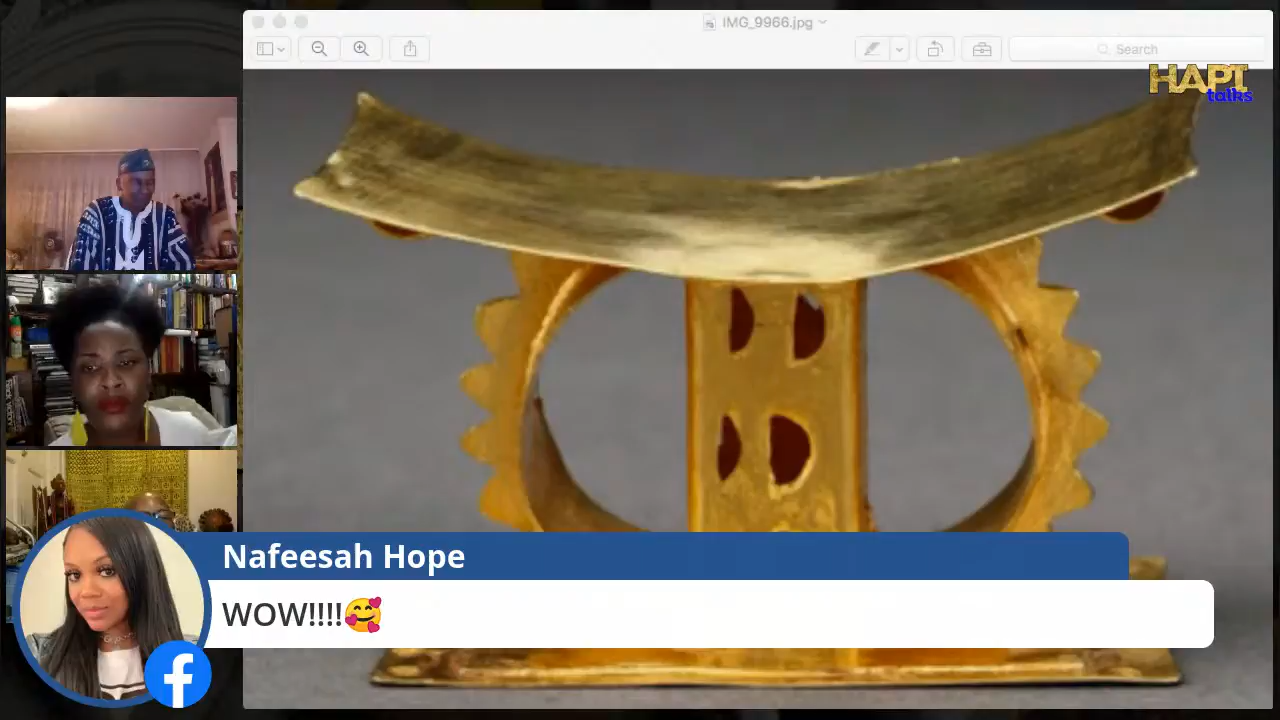 IMG_9966.jpg
Search
HAPI
talks
Nafeesah Hope
WOW!!!!🥰